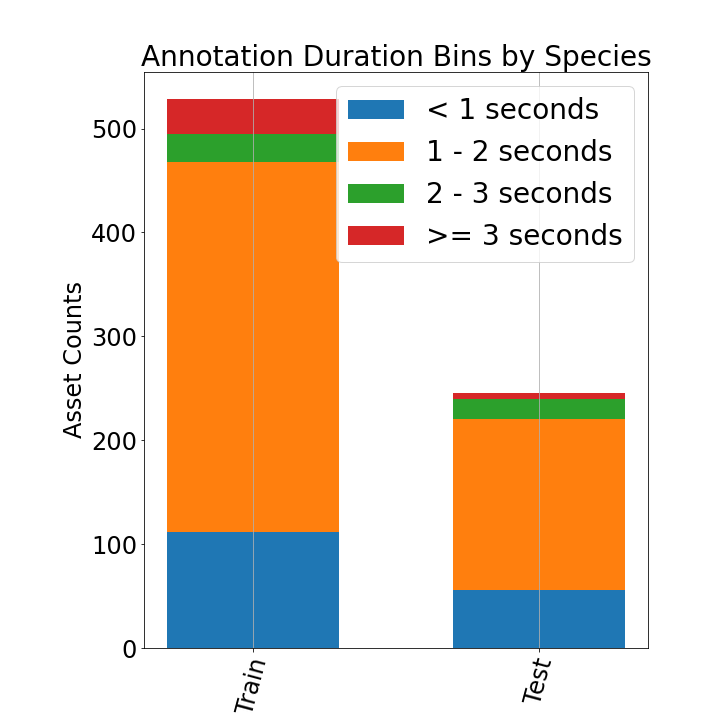 Annotation Duration Bins by Species
< 1 seconds
1 - 2 seconds
2 - 3 seconds
>= 3 seconds
Asset Counts
500
400
300
200
100
0
Train
Test